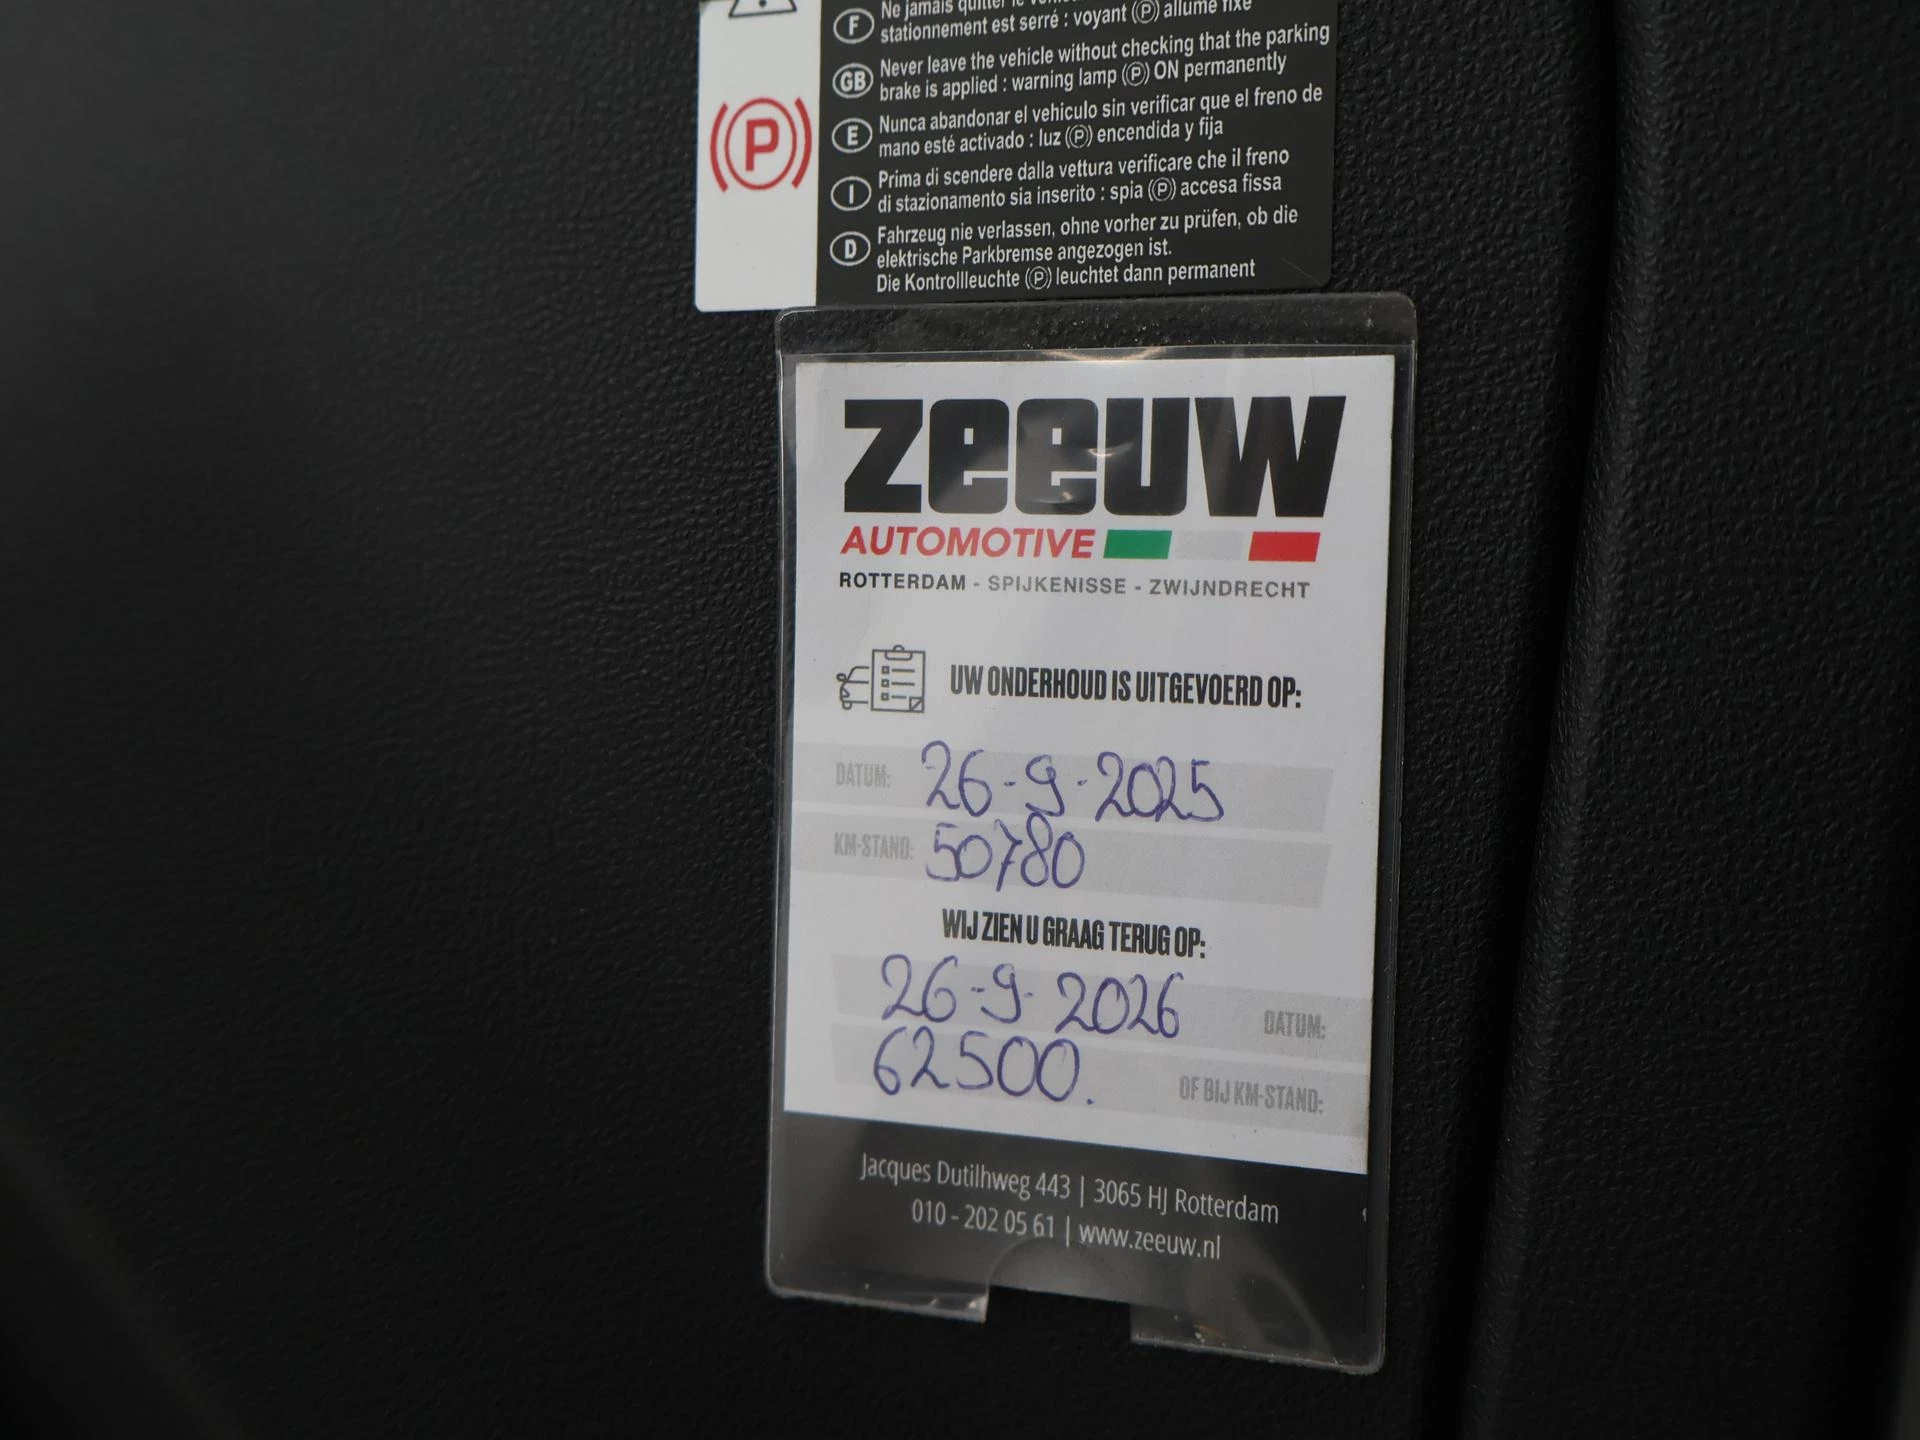 F Ne jamais quitter le
stationnement est serré : voyant (P) allumé fixe
GB Never leave the vehicle without checking that the parking
brake is applied : warning lamp (P) ON permanently
E Nunca abandonar el vehiculo sin verificar que el freno de
mano esté activado : luz (P) encendida y fija
I Prima di scendere dalla vettura verificare che il freno
di stazionamento sia inserito : spia (P) accesa fissa
D Fahrzeug nie verlassen, ohne vorher zu prüfen, ob die
elektrische Parkbremse angezogen ist.
Die Kontrollleuchte (P) leuchtet dann permanent
(P)
zeeuw
AUTOMOTIVE
ROTTERDAM - SPIJKENISSE - ZWIJNDRECHT
UW ONDERHOUD IS UITGEVOERD OP:
DATUM: 26-9-2025
KM-STAND: 50780
WIJ ZIEN U GRAAG TERUG OP:
26-9-2026 DATUM:
62500. OF BIJ KM-STAND:
Jacques Dutilhweg 443 | 3065 HJ Rotterdam
010 - 202 05 61 | www.zeeuw.nl